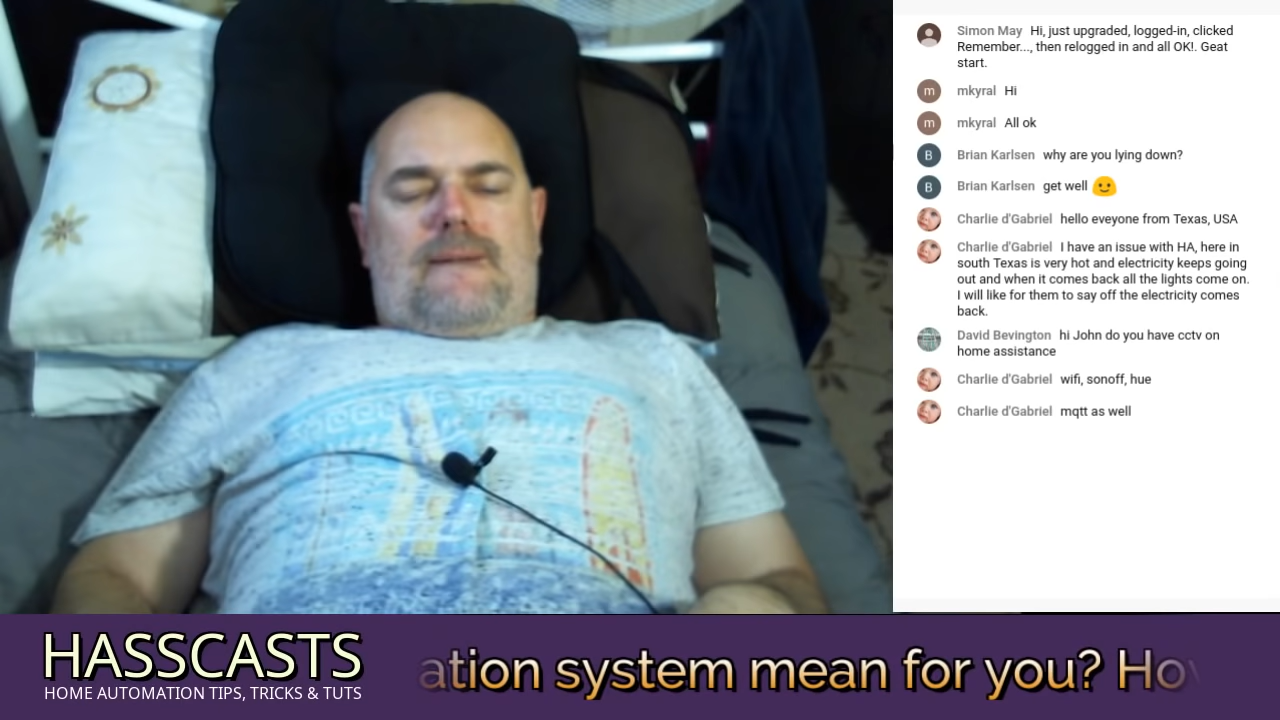 Simon May Hi, just upgraded, logged-in, clicked
Remember..., then relogged in and all OK!. Geat
start.
m mkyral Hi
m mkyral All ok
B Brian Karlsen why are you lying down?
B Brian Karlsen get well
Charlie d'Gabriel hello eveyone from Texas, USA
Charlie d'Gabriel I have an issue with HA, here in
south Texas is very hot and electricity keeps going
out and when it comes back all the lights come on.
I will like for them to say off the electricity comes
back.
David Bevington hi John do you have cctv on
home assistance
Charlie d'Gabriel wifi, sonoff, hue
Charlie d'Gabriel mqtt as well
HASSCASTS
HOME AUTOMATION TIPS, TRICKS & TUTS
ation system mean for you? Ho